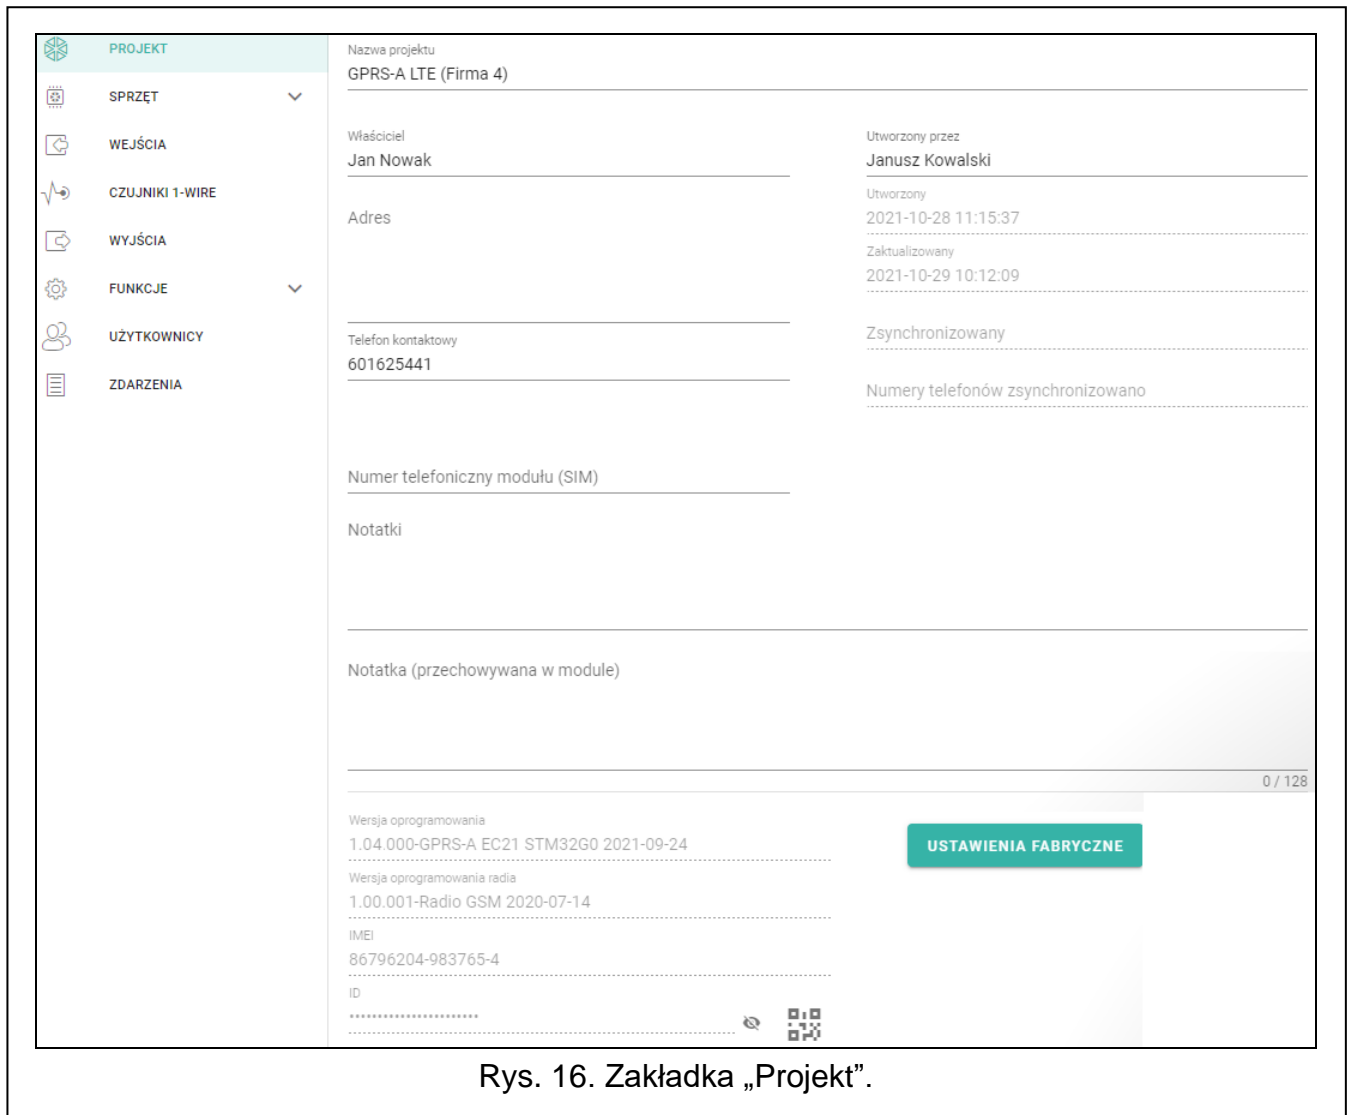 PROJEKT
SPRZĘT
WEJŚCIA
CZUJNIKI 1-WIRE
WYJŚCIA
FUNKCJE
UŻYTKOWNICY
ZDARZENIA
Nazwa projektu
GPRS-A LTE (Firma 4)
Właściciel
Jan Nowak
Utworzony przez
Janusz Kowalski
Utworzony
2021-10-28 11:15:37
Adres
Zaktualizowany
2021-10-29 10:12:09
Zsynchronizowany
Telefon kontaktowy
601625441
Numery telefonów zsynchronizowano
Numer telefoniczny modułu (SIM)
Notatki
Notatka (przechowywana w module)
0 / 128
Wersja oprogramowania
1.04.000-GPRS-A EC21 STM32G0 2021-09-24
USTAWIENIA FABRYCZNE
Wersja oprogramowania radia
1.00.001-Radio GSM 2020-07-14
IMEI
86796204-983765-4
ID
•••••••••••••••••••••••
Rys. 16. Zakładka „Projekt”.